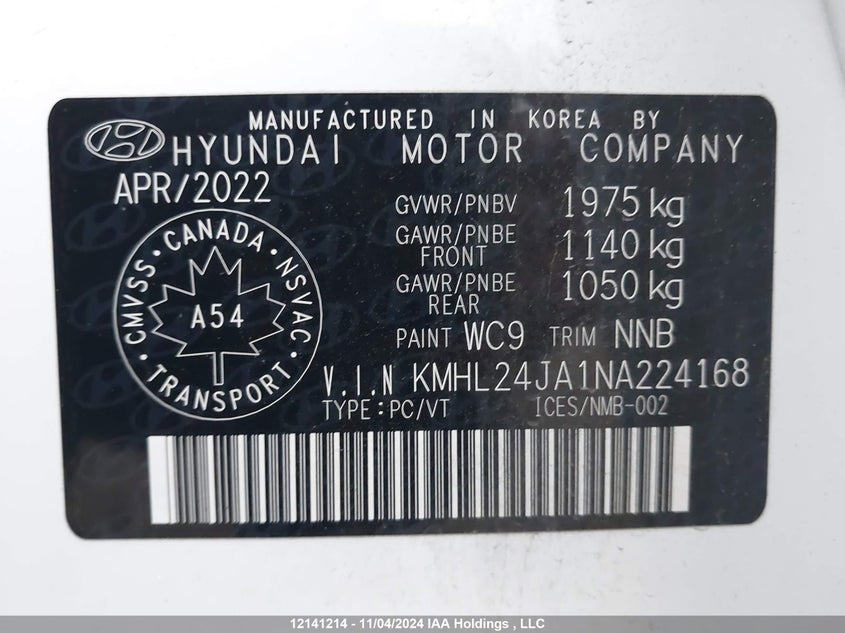 MANUFACTURED IN KOREA BY
HYUNDAI MOTOR COMPANY
APR/2022
GVWR/PNBV 1975 kg
GAWR/PNBE FRONT 1140 kg
GAWR/PNBE REAR 1050 kg
CMVSS · CANADA · NSVAC
A54
TRANSPORT
PAINT WC9 TRIM NNB
V.I.N KMHL24JA1NA224168
TYPE:PC/VT ICES/NMB-002
12141214 - 11/04/2024 IAA Holdings , LLC